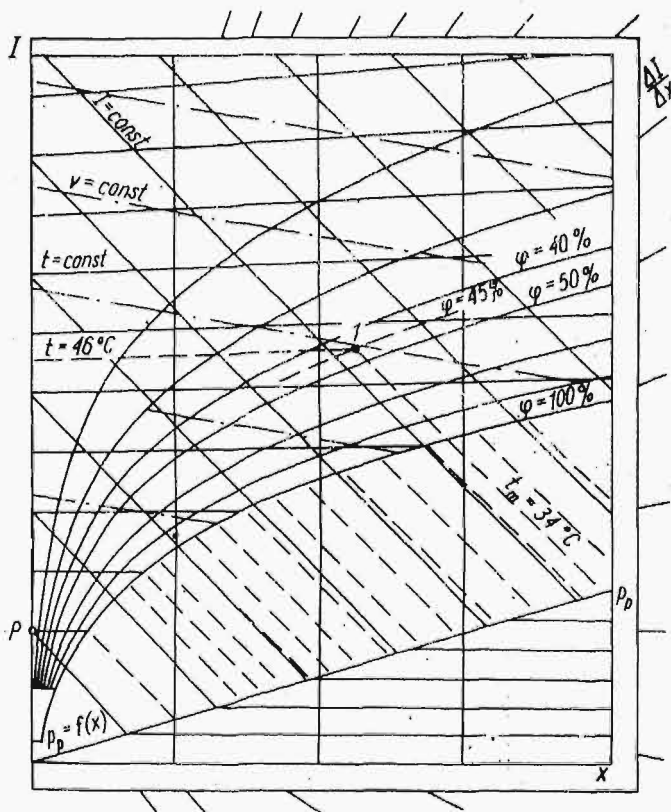 I
ΔI
Δx
I = const
v = const
t = const
φ = 40%
φ = 45%
φ = 50%
1
t = 46°C
φ = 100%
t_m = 34°C
p_p
P
p_p = f(x)
x